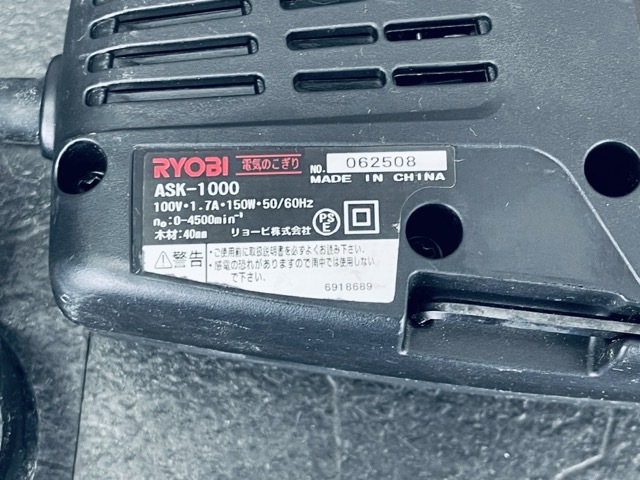 RYOBI 電気のこぎり NO. 062508
MADE IN CHINA
ASK-1000
100V・1.7A・150W・50/60Hz
n₀:0-4500min⁻¹
木材:40mm リョービ株式会社
PS
E
警告
・ご使用前に取扱説明書を必ずよくお読み下さい。
・感電の恐れがありますので雨中では使用しない
で下さい。
6918689